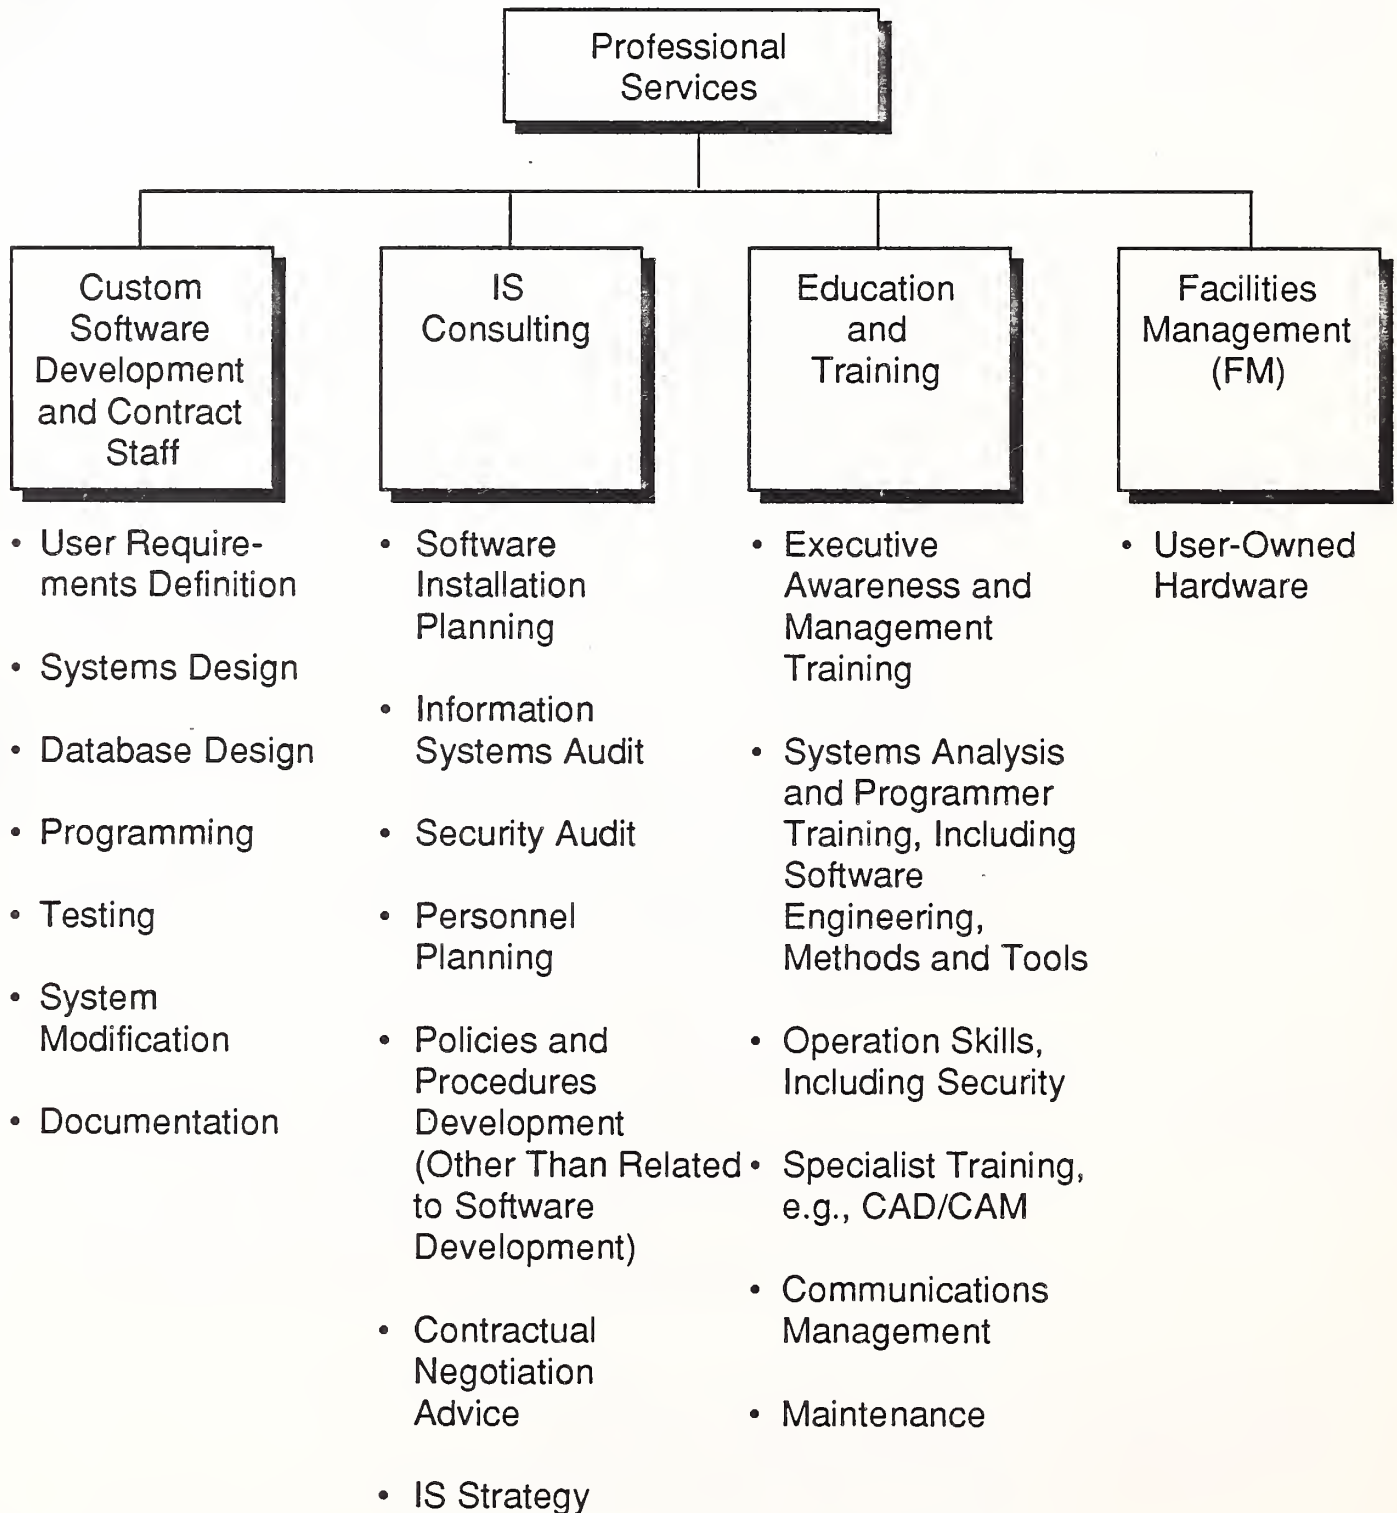 Professional
Services
Custom
Software
Development
and Contract
Staff
IS
Consulting
Education
and
Training
Facilities
Management
(FM)
• User Require-
ments Definition
• Systems Design
• Database Design
• Programming
• Testing
• System
Modification
• Documentation
• Software
Installation
Planning
• Information
Systems Audit
• Security Audit
• Personnel
Planning
• Policies and
Procedures
Development
(Other Than Related
to Software
Development)
• Contractual
Negotiation
Advice
• IS Strategy
• Executive
Awareness and
Management
Training
• Systems Analysis
and Programmer
Training, Including
Software
Engineering,
Methods and Tools
• Operation Skills,
Including Security
• Specialist Training,
e.g., CAD/CAM
• Communications
Management
• Maintenance
• User-Owned
Hardware